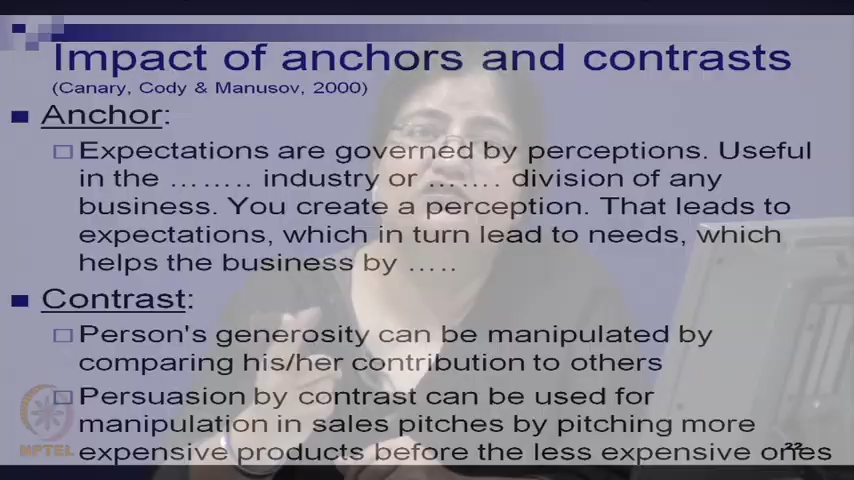 Impact of anchors and contrasts
(Canary, Cody & Manusov, 2000)
Anchor:
Expectations are governed by perceptions. Useful
in the …….. industry or ……. division of any
business. You create a perception. That leads to
expectations, which in turn lead to needs, which
helps the business by …..
Contrast:
Person's generosity can be manipulated by
comparing his/her contribution to others
Persuasion by contrast can be used for
manipulation in sales pitches by pitching more
expensive products before the less expensive ones
NPTEL
22